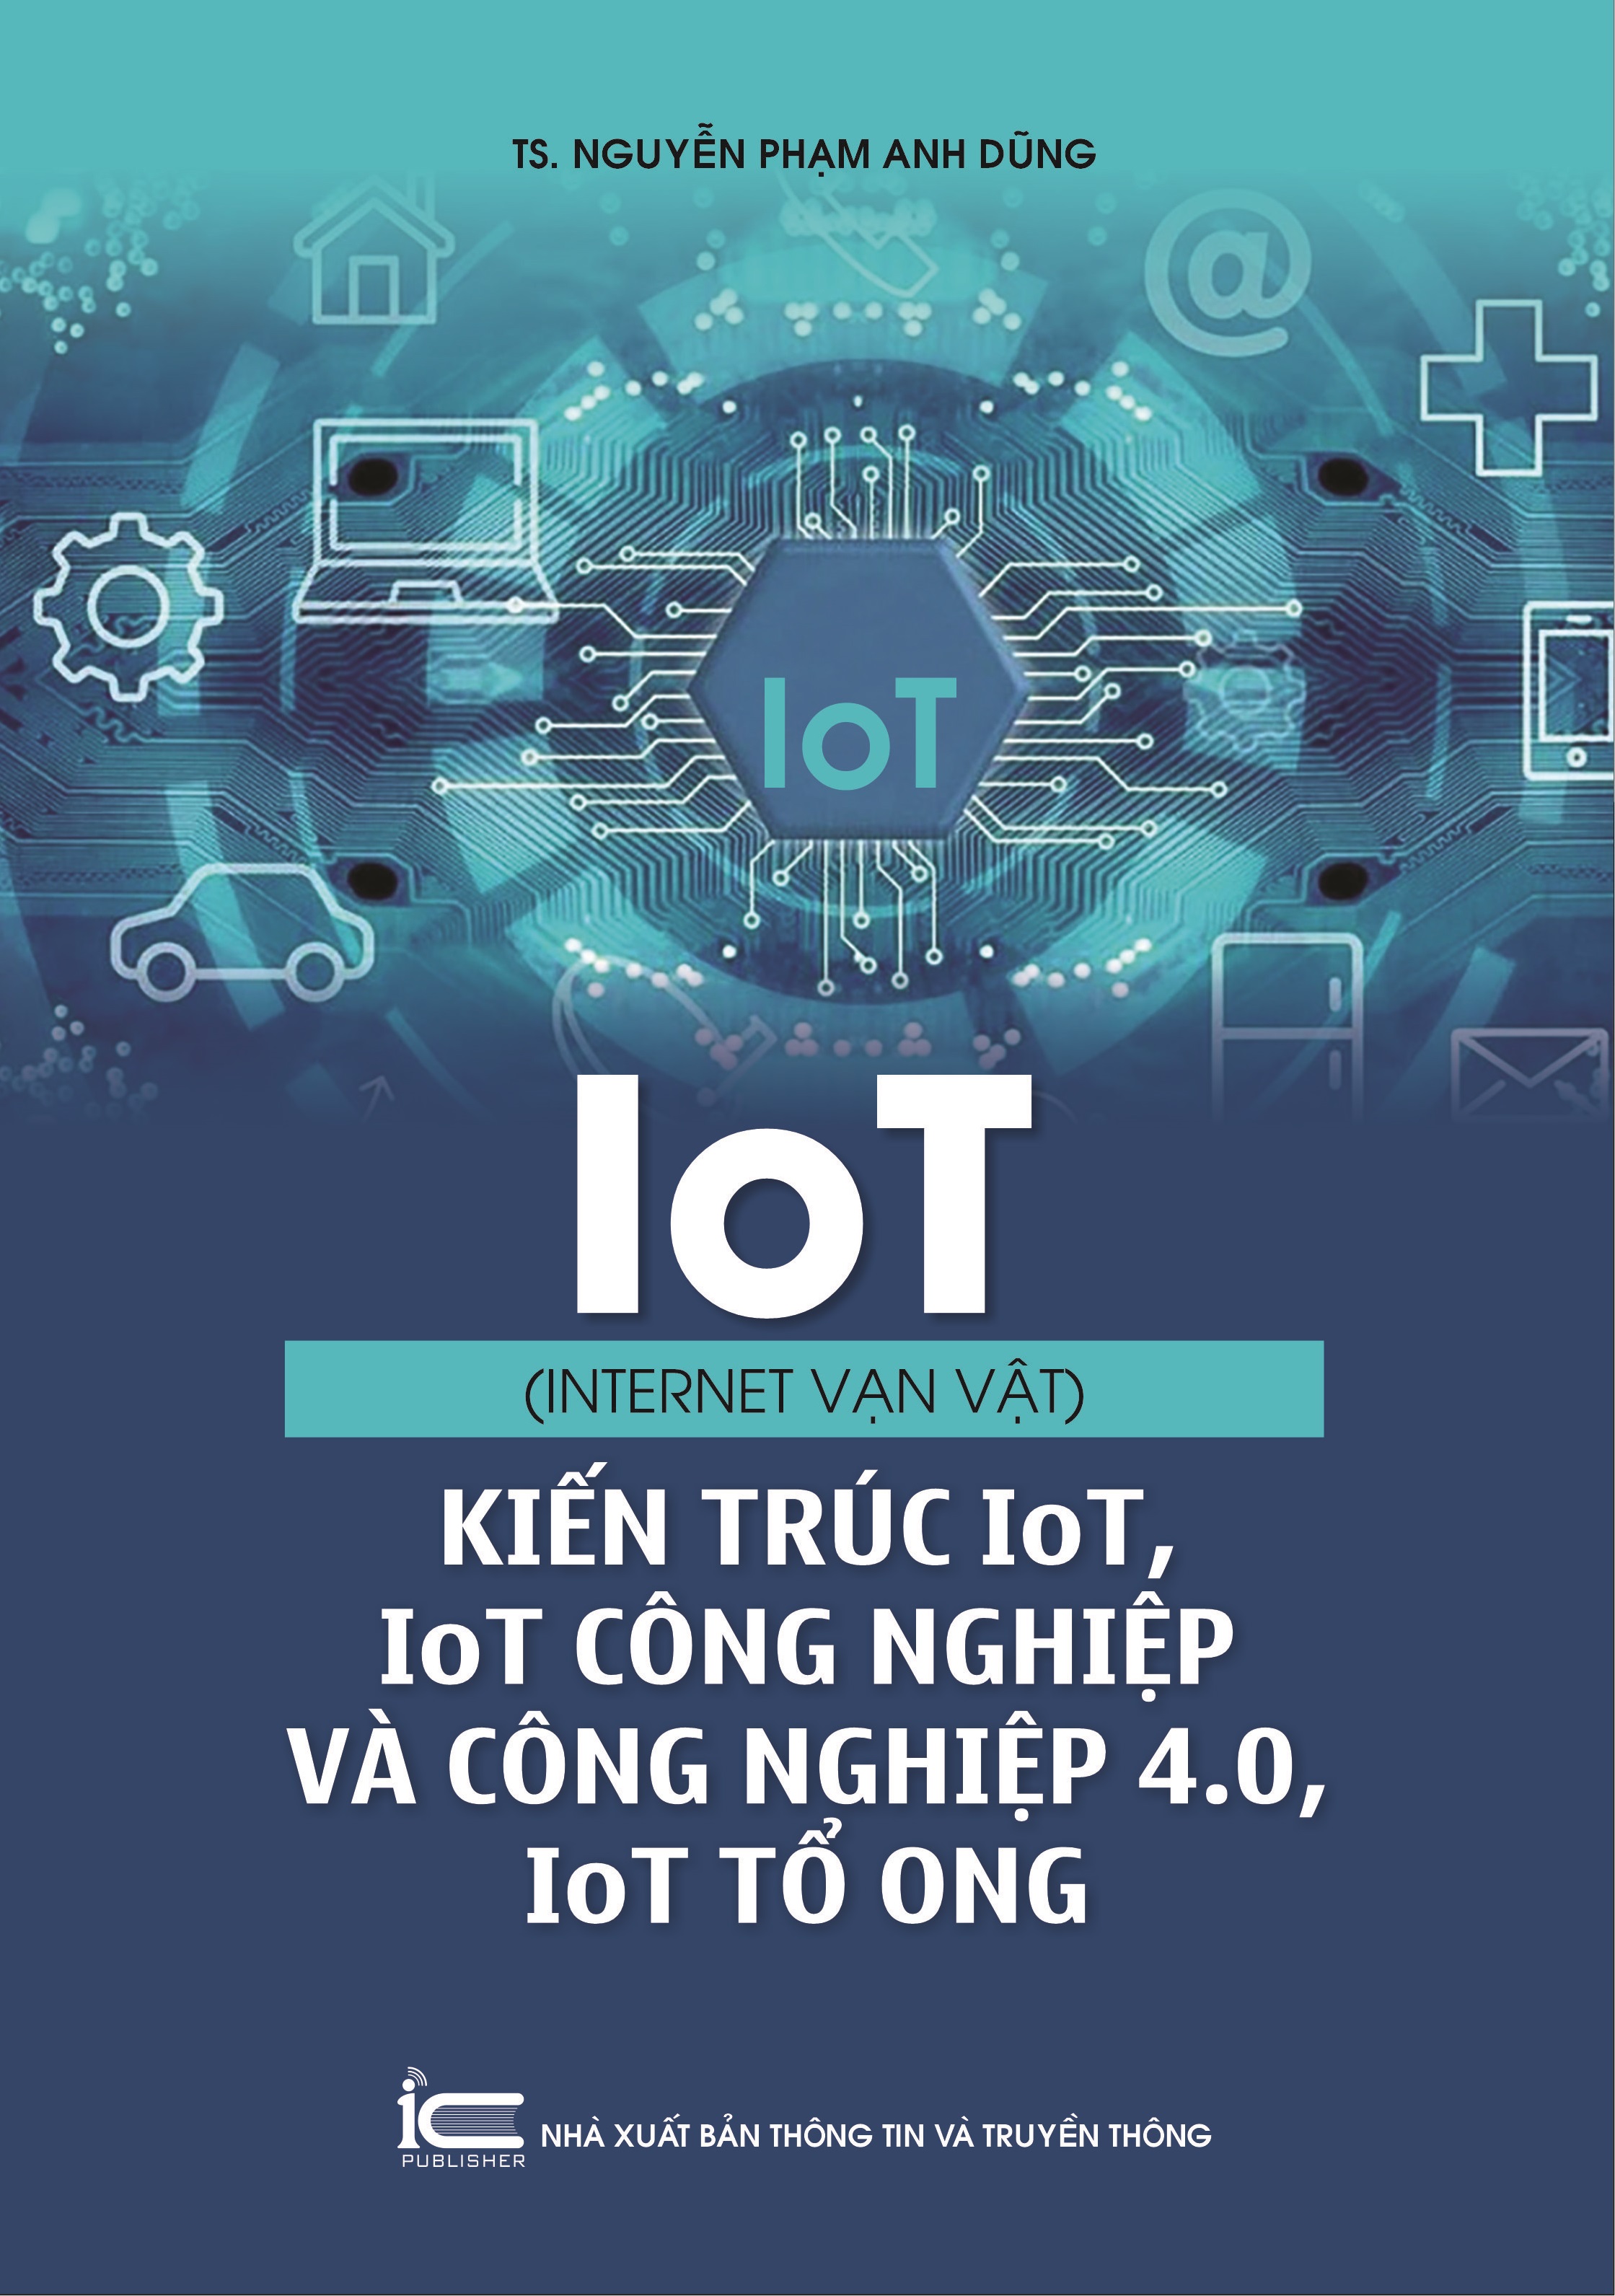 TS. NGUYỄN PHẠM ANH DŨNG
@
IoT
IoT
(INTERNET VẠN VẬT)
KIẾN TRÚC IoT,
IoT CÔNG NGHIỆP
VÀ CÔNG NGHIỆP 4.0,
IoT TỔ ONG
iC
PUBLISHER
NHÀ XUẤT BẢN THÔNG TIN VÀ TRUYỀN THÔNG